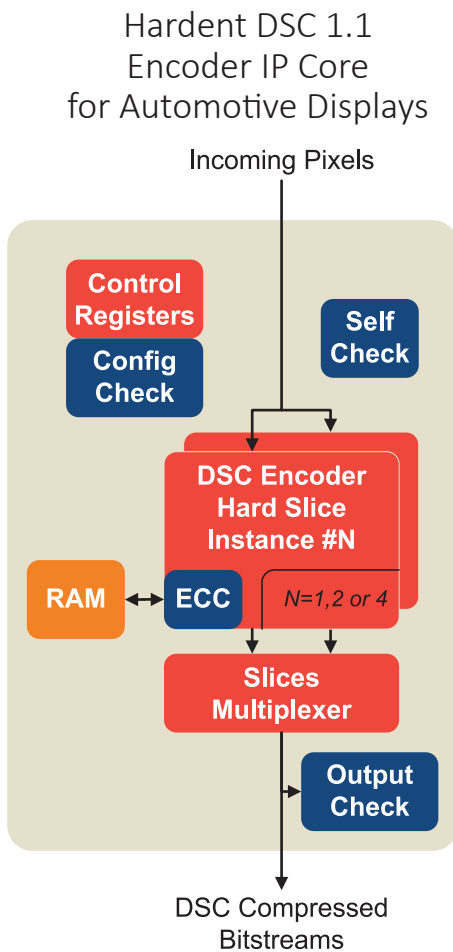 Hardent DSC 1.1
Encoder IP Core
for Automotive Displays
Incoming Pixels
Control
Registers
Config
Check
Self
Check
DSC Encoder
Hard Slice
Instance #N
RAM
ECC
N=1,2 or 4
Slices
Multiplexer
Output
Check
DSC Compressed
Bitstreams